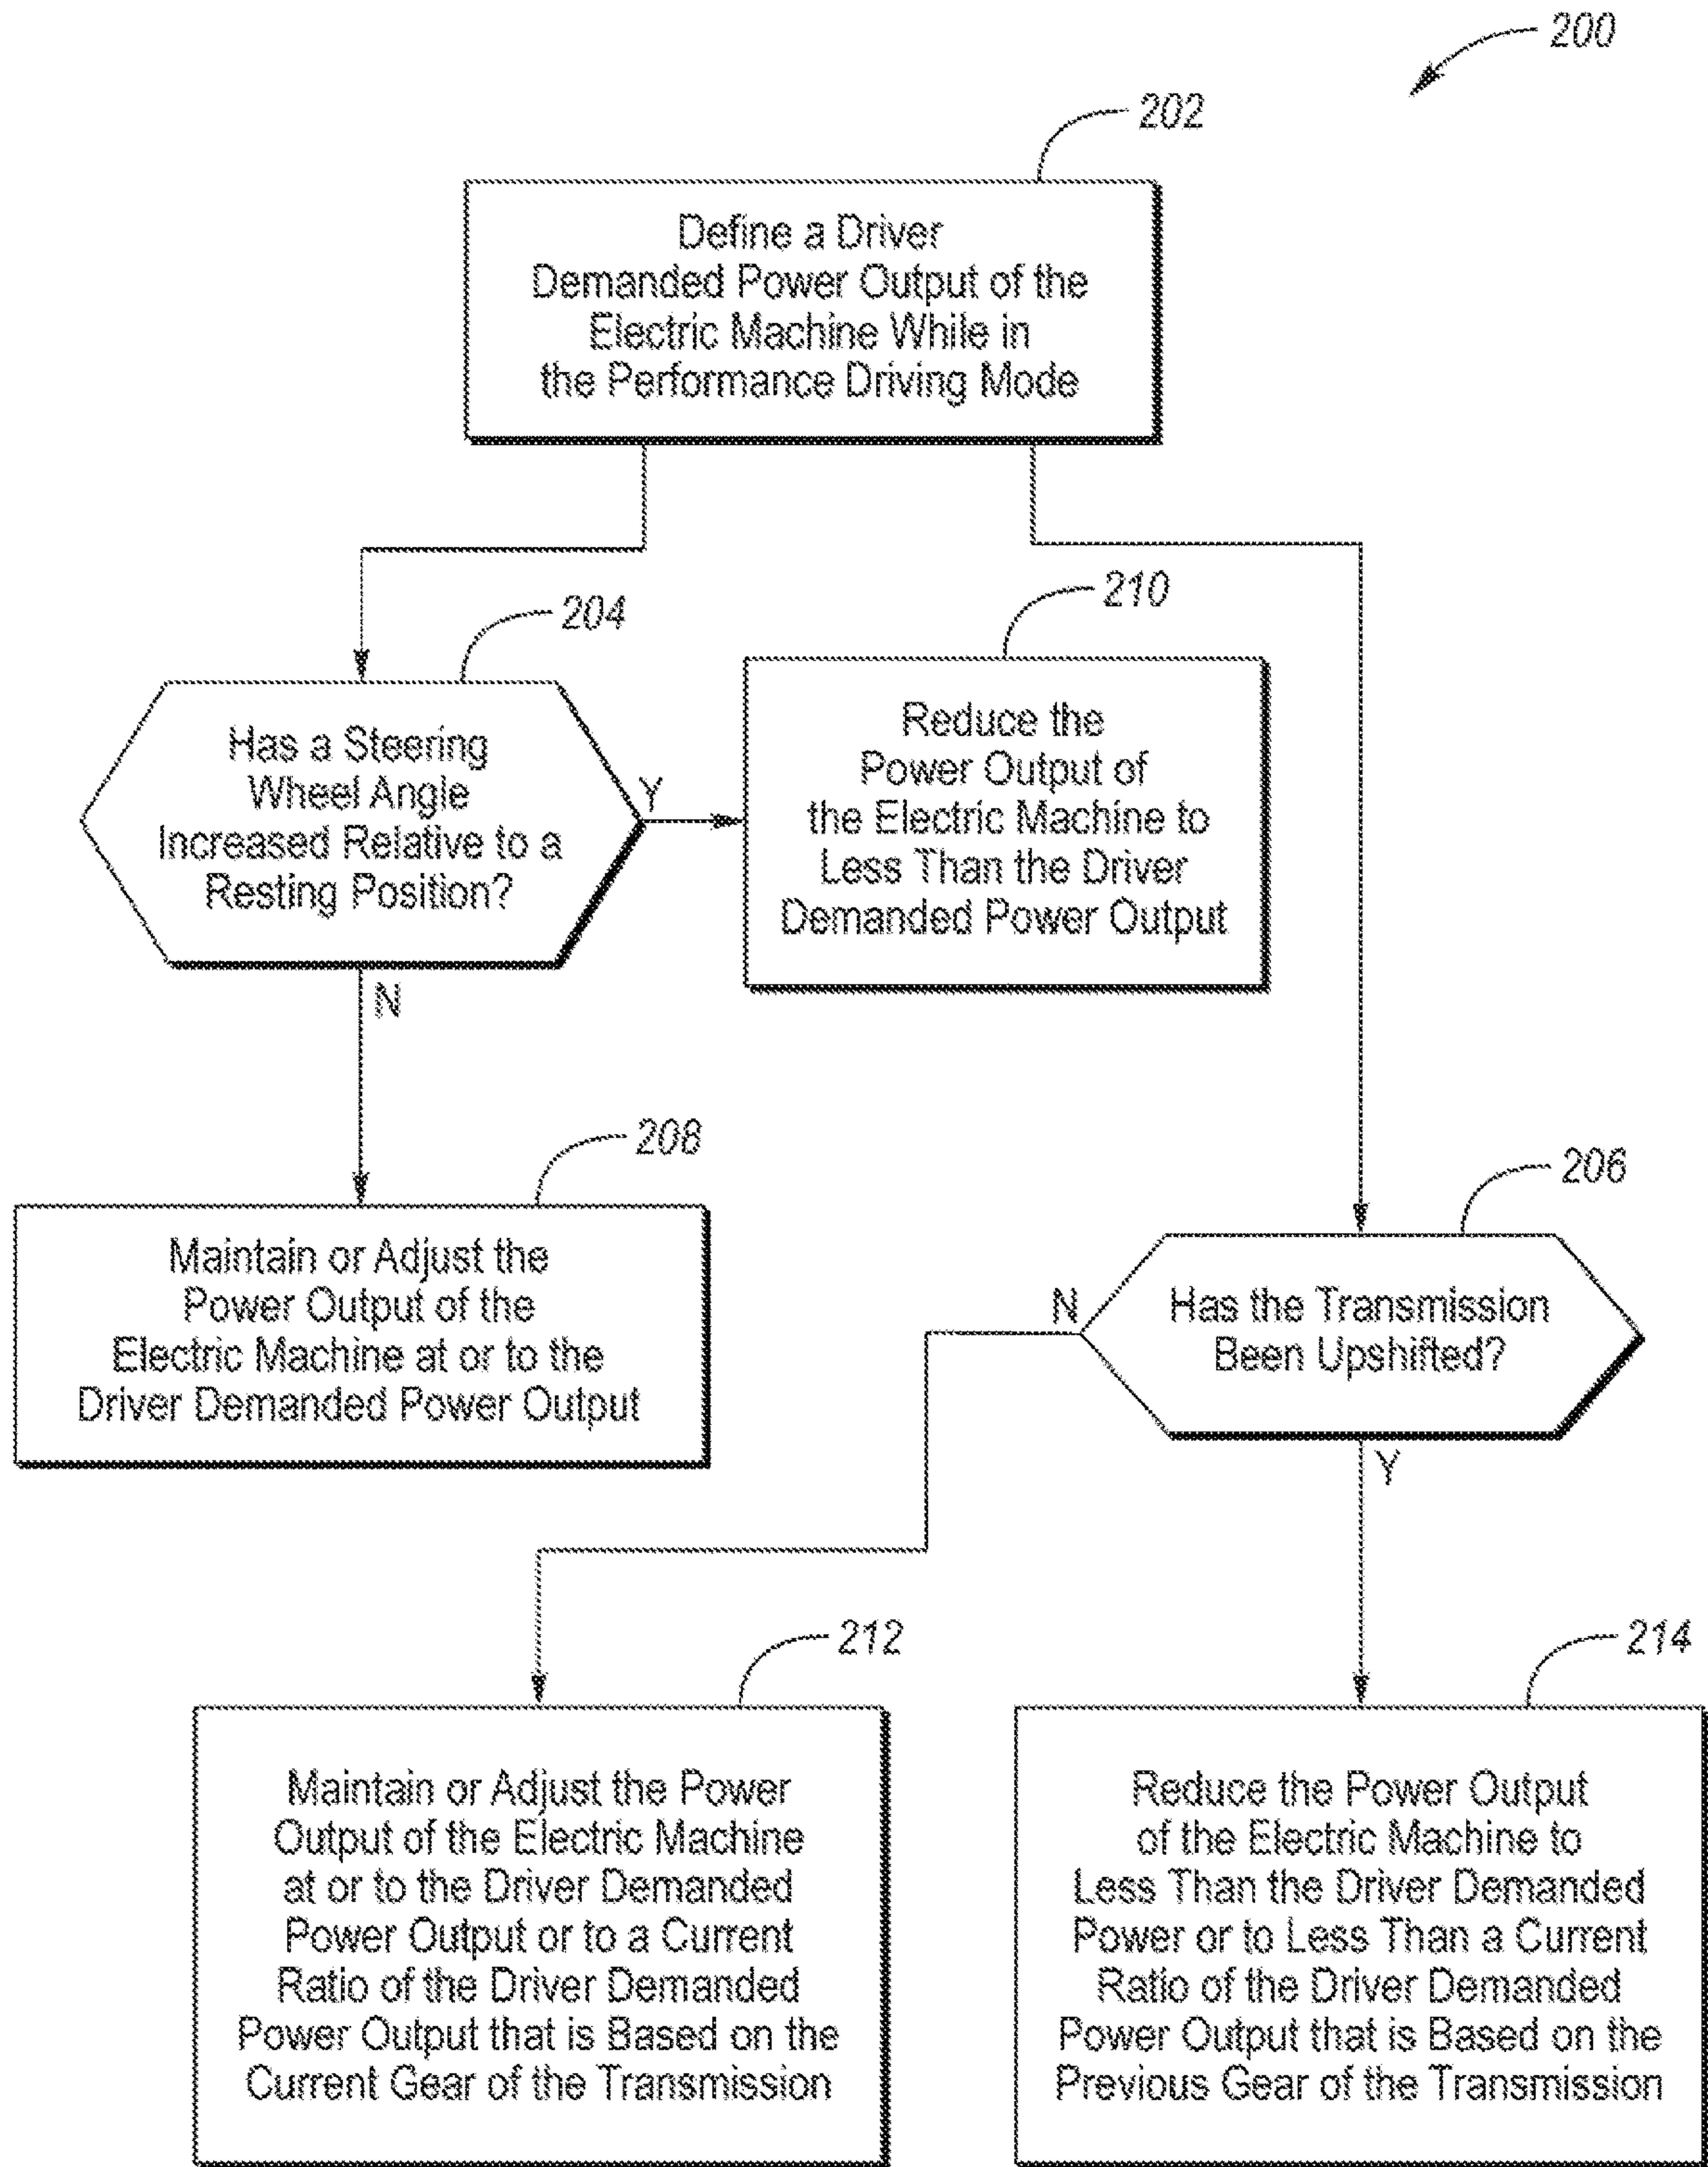 200
202
Define a Driver
Demanded Power Output of the
Electric Machine While in
the Performance Driving Mode
204
Has a Steering
Wheel Angle
Increased Relative to a
Resting Position?
Y
N
210
Reduce the
Power Output of
the Electric Machine to
Less Than the Driver
Demanded Power Output
208
Maintain or Adjust the
Power Output of the
Electric Machine at or to the
Driver Demanded Power Output
206
Has the Transmission
Been Upshifted?
N
Y
212
Maintain or Adjust the Power
Output of the Electric Machine
at or to the Driver Demanded
Power Output or to a Current
Ratio of the Driver Demanded
Power Output that is Based on the
Current Gear of the Transmission
214
Reduce the Power Output
of the Electric Machine to
Less Than the Driver Demanded
Power or to Less Than a Current
Ratio of the Driver Demanded
Power Output that is Based on the
Previous Gear of the Transmission